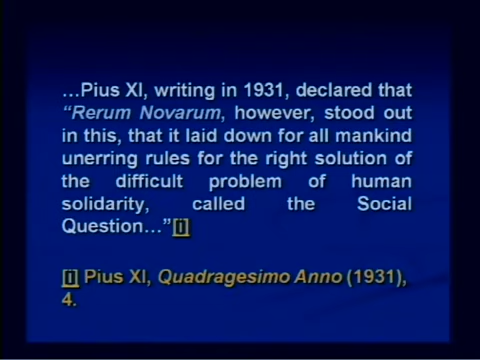 …Pius XI, writing in 1931, declared that
“Rerum Novarum, however, stood out
in this, that it laid down for all mankind
unerring rules for the right solution of
the difficult problem of human
solidarity, called the Social
Question…”[i]
[i] Pius XI, Quadragesimo Anno (1931),
4.